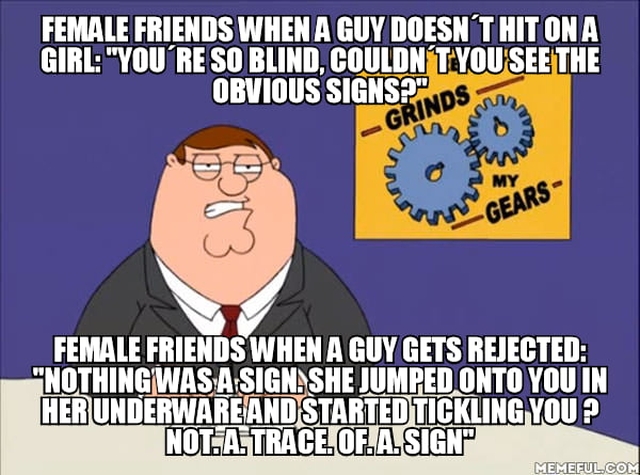 FEMALE FRIENDS WHEN A GUY DOESN´T HIT ON A
GIRL: "YOU´RE SO BLIND, COULDN´T YOU SEE THE
OBVIOUS SIGNS?"
GRINDS
MY
GEARS
FEMALE FRIENDS WHEN A GUY GETS REJECTED:
"NOTHING WAS A SIGN. SHE JUMPED ONTO YOU IN
HER UNDERWARE AND STARTED TICKLING YOU ?
NOT. A. TRACE. OF. A. SIGN"
MEMEFUL.COM